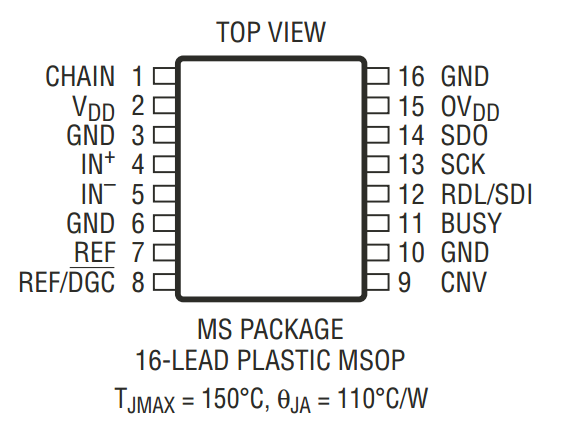 TOP VIEW
CHAIN 1 16 GND
VDD 2 15 OVDD
GND 3 14 SDO
IN+ 4 13 SCK
IN– 5 12 RDL/SDI
GND 6 11 BUSY
REF 7 10 GND
REF/D̅G̅C̅ 8 9 CNV
MS PACKAGE
16-LEAD PLASTIC MSOP
TJMAX = 150°C, θJA = 110°C/W